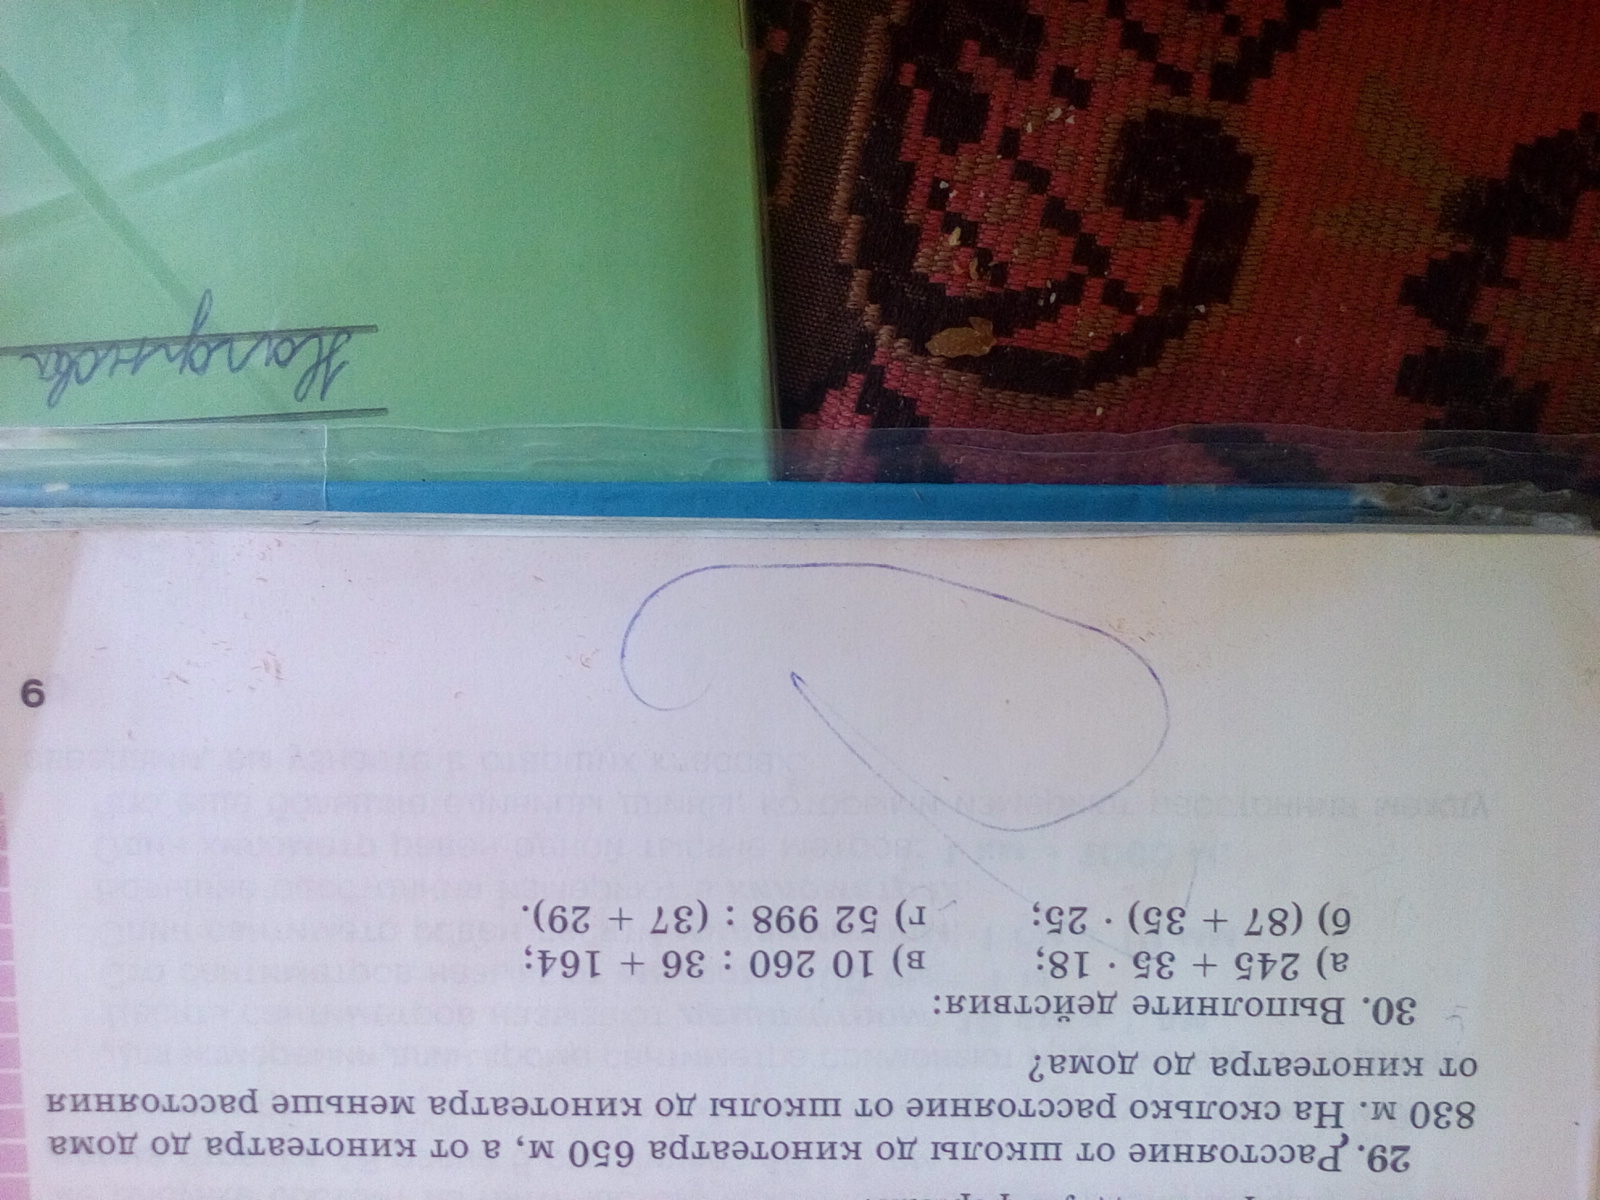 29. Расстояние от школы до кинотеатра 650 м, а от кинотеатра до дома
830 м. На сколько расстояние от школы до кинотеатра меньше расстояния
от кинотеатра до дома?
30. Выполните действия:
а) 245 + 35 · 18; в) 10 260 : 36 + 164;
б) (87 + 35) · 25; г) 52 998 : (37 + 29).
9
Нагорнова